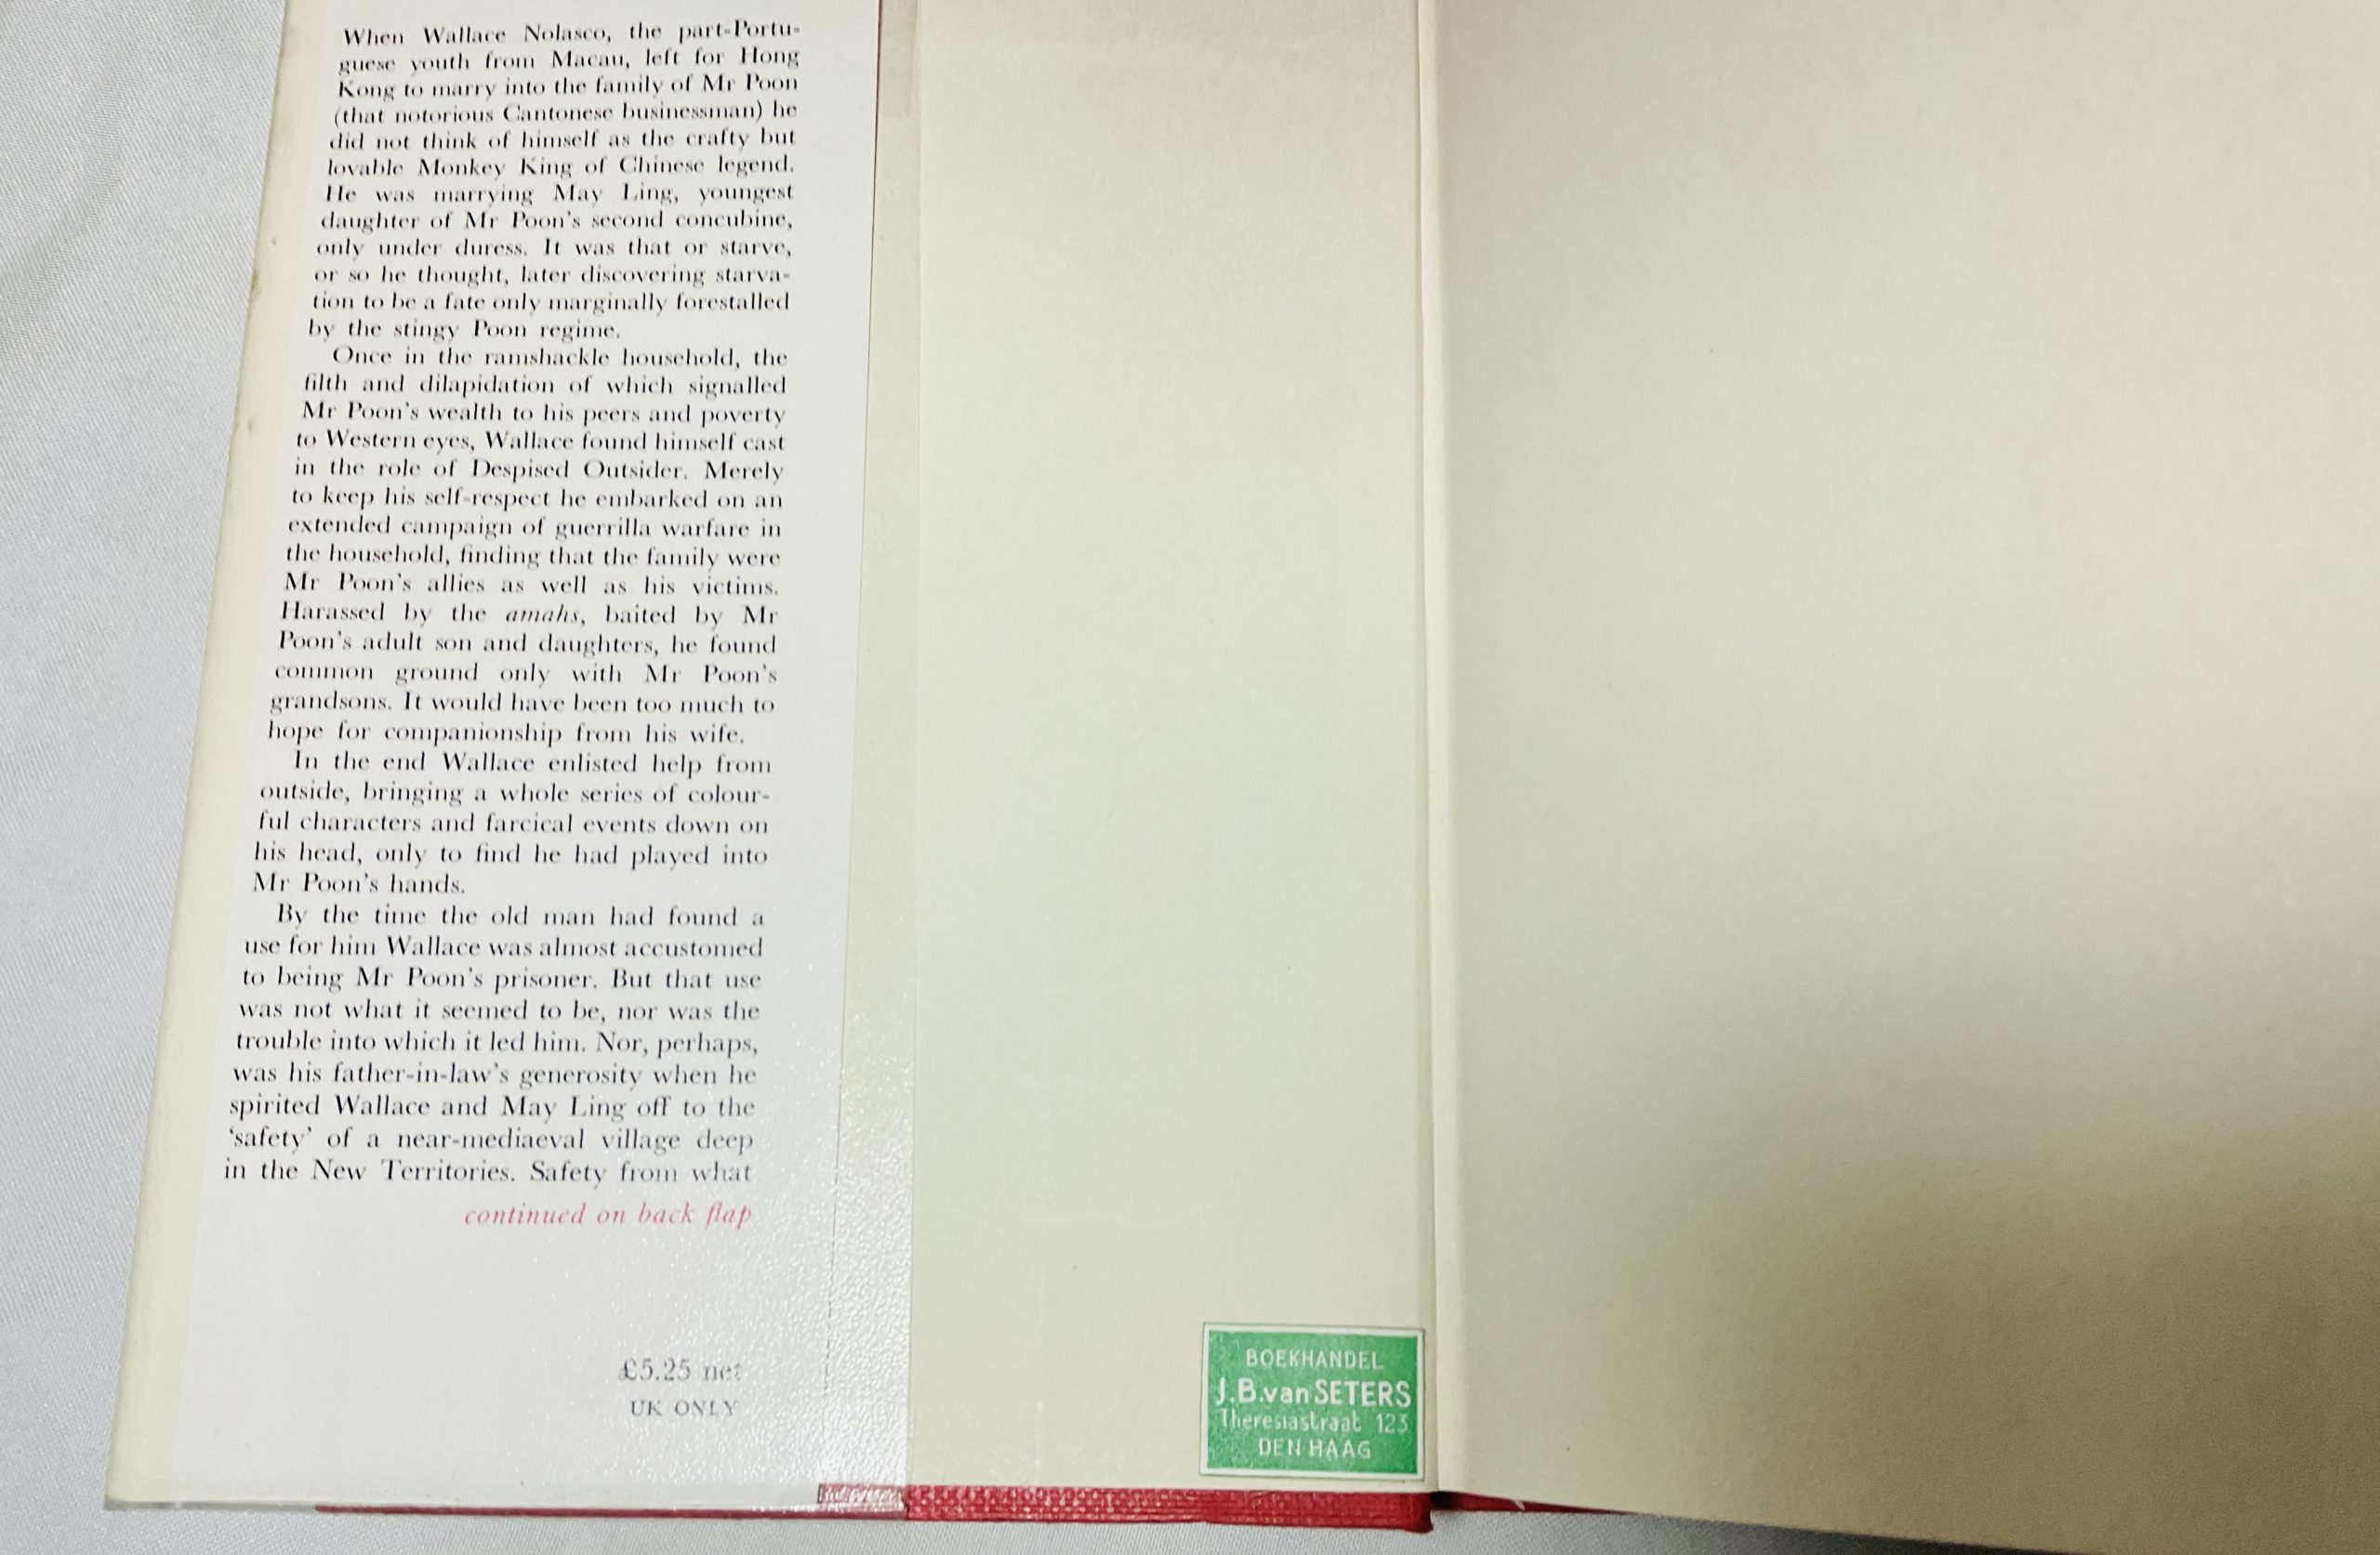 When Wallace Nolasco, the part-Portu-
guese youth from Macau, left for Hong
Kong to marry into the family of Mr Poon
(that notorious Cantonese businessman) he
did not think of himself as the crafty but
lovable Monkey King of Chinese legend.
He was marrying May Ling, youngest
daughter of Mr Poon's second concubine,
only under duress. It was that or starve,
or so he thought, later discovering starva-
tion to be a fate only marginally forestalled
by the stingy Poon regime.
Once in the ramshackle household, the
filth and dilapidation of which signalled
Mr Poon's wealth to his peers and poverty
to Western eyes, Wallace found himself cast
in the role of Despised Outsider. Merely
to keep his self-respect he embarked on an
extended campaign of guerrilla warfare in
the household, finding that the family were
Mr Poon's allies as well as his victims.
Harassed by the amahs, baited by Mr
Poon's adult son and daughters, he found
common ground only with Mr Poon's
grandsons. It would have been too much to
hope for companionship from his wife.
In the end Wallace enlisted help from
outside, bringing a whole series of colour-
ful characters and farcical events down on
his head, only to find he had played into
Mr Poon's hands.
By the time the old man had found a
use for him Wallace was almost accustomed
to being Mr Poon's prisoner. But that use
was not what it seemed to be, nor was the
trouble into which it led him. Nor, perhaps,
was his father-in-law's generosity when he
spirited Wallace and May Ling off to the
'safety' of a near-mediaeval village deep
in the New Territories. Safety from what
continued on back flap
£5.25 net
UK ONLY
BOEKHANDEL
J.B.van SETERS
Theresiastraat 123
DEN HAAG